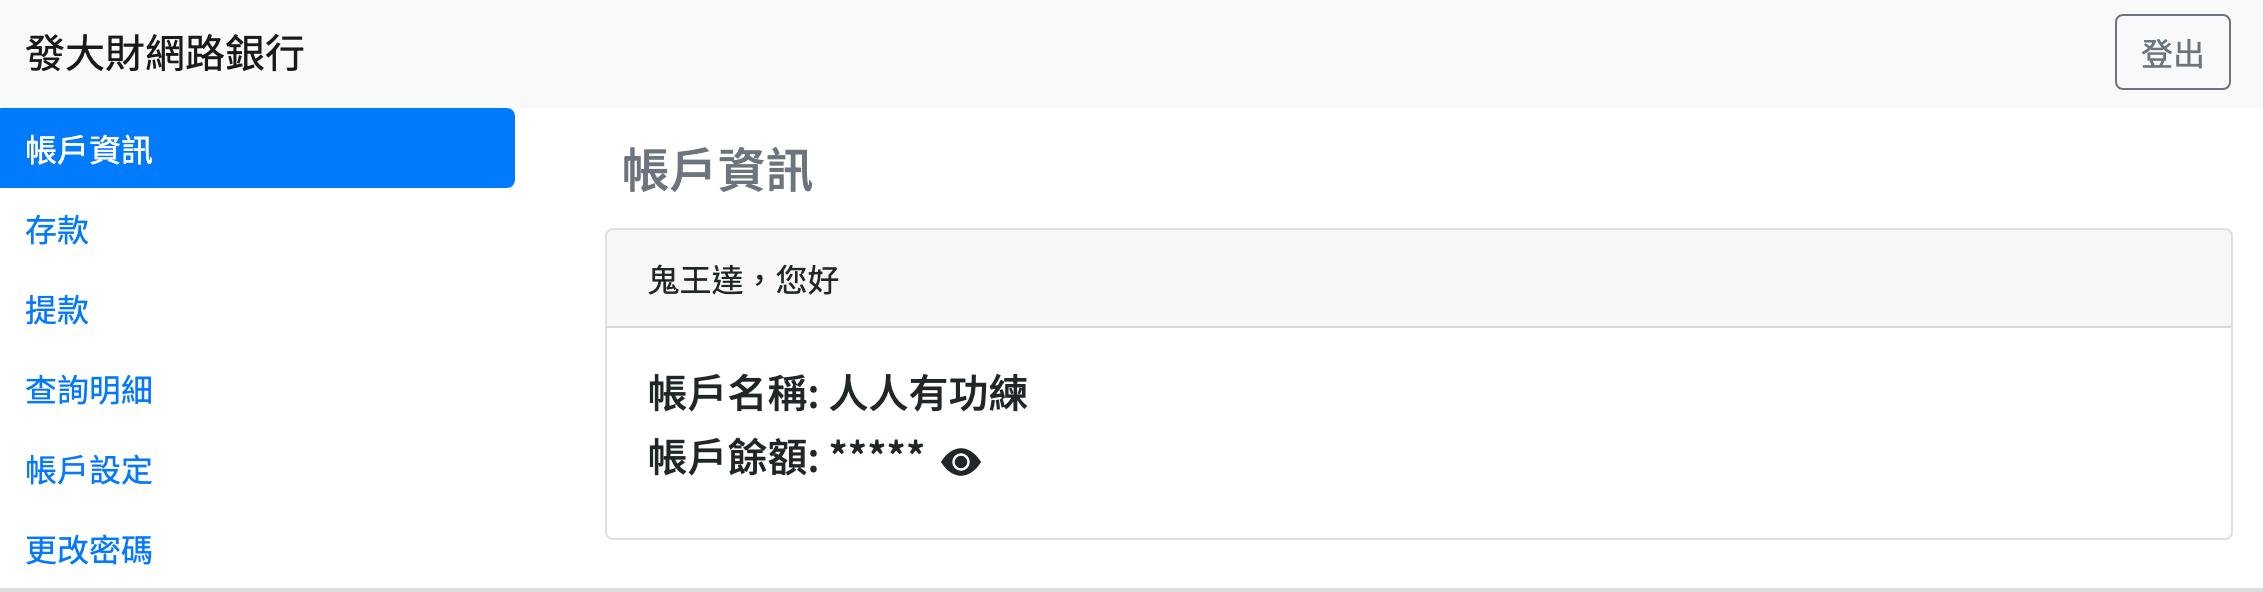 發大財網路銀行
登出
帳戶資訊
存款
提款
查詢明細
帳戶設定
更改密碼
帳戶資訊
鬼王達，您好
帳戶名稱: 人人有功練
帳戶餘額: *****